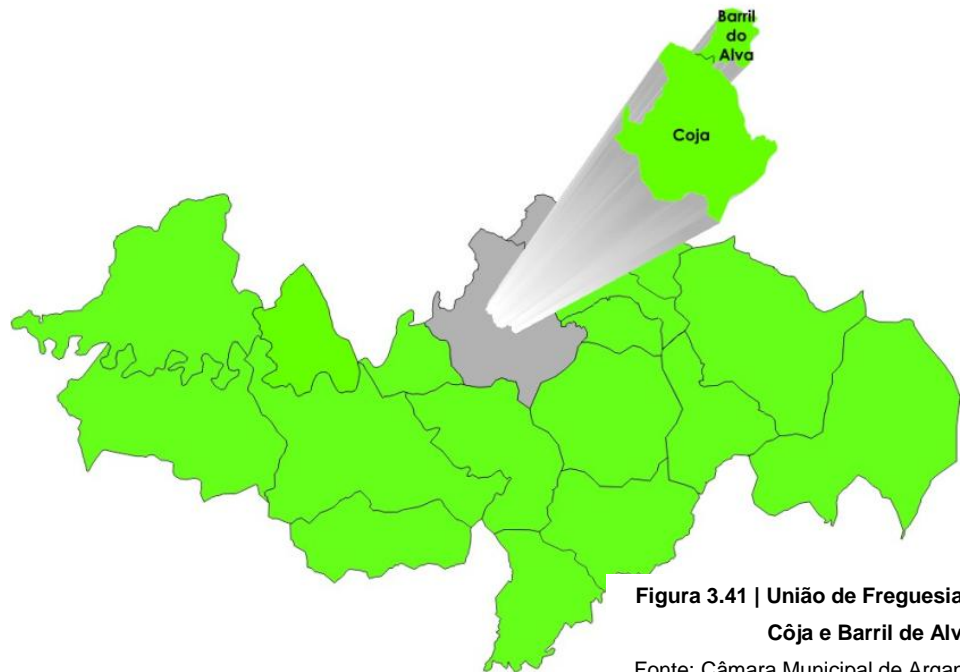 Barril
do
Alva
Coja
Figura 3.41 | União de Freguesia
Côja e Barril de Alv
Fonte: Câmara Municipal de Argan